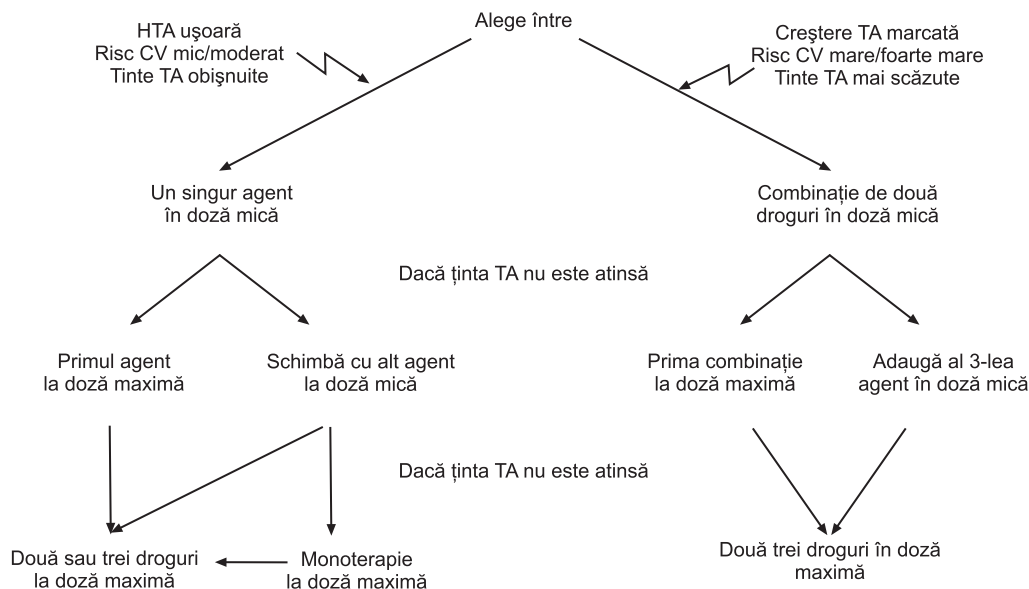 Alege între
HTA uşoară
Risc CV mic/moderat
Tinte TA obişnuite
Creştere TA marcată
Risc CV mare/foarte mare
Tinte TA mai scăzute
Un singur agent
în doză mică
Combinație de două
droguri în doză mică
Dacă ținta TA nu este atinsă
Primul agent
la doză maximă
Schimbă cu alt agent
la doză mică
Prima combinație
la doză maximă
Adaugă al 3-lea
agent în doză mică
Dacă ținta TA nu este atinsă
Două sau trei droguri
la doză maximă
Monoterapie
la doză maximă
Două trei droguri în doză
maximă